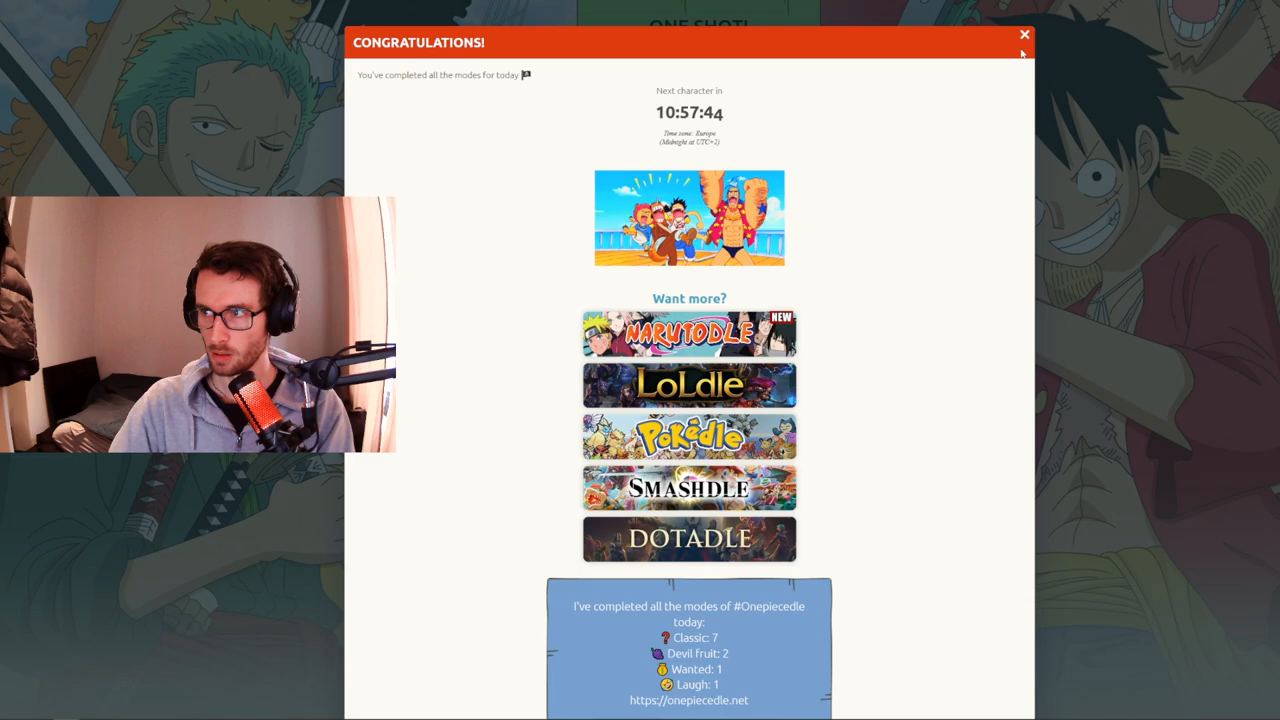 ONE SHOT!
CONGRATULATIONS!
You've completed all the modes for today
Next character in
10:57:44
Time zone: Europe
(Midnight at UTC+2)
Want more?
NARUTODLE
NEW
LOLDLE
POKéDLE
SMASHDLE
DOTADLE
I've completed all the modes of #Onepiecedle
today:
❓ Classic: 7
🍇 Devil fruit: 2
💰 Wanted: 1
🤣 Laugh: 1
https://onepiecedle.net